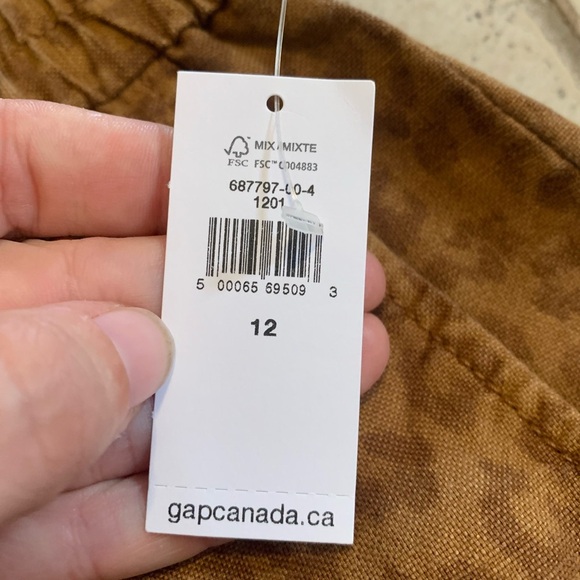 MIX / MIXTE
FSC FSC™ C004883
687797-00-4
1201
5 00065 69509 3
12
gapcanada.ca